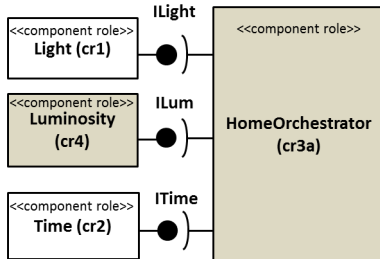 ILight
<<component role>>
Light (cr1)
<<component role>>
Luminosity
(cr4)
ILum
<<component role>>
Time (cr2)
ITime
<<component role>>
HomeOrchestrator
(cr3a)